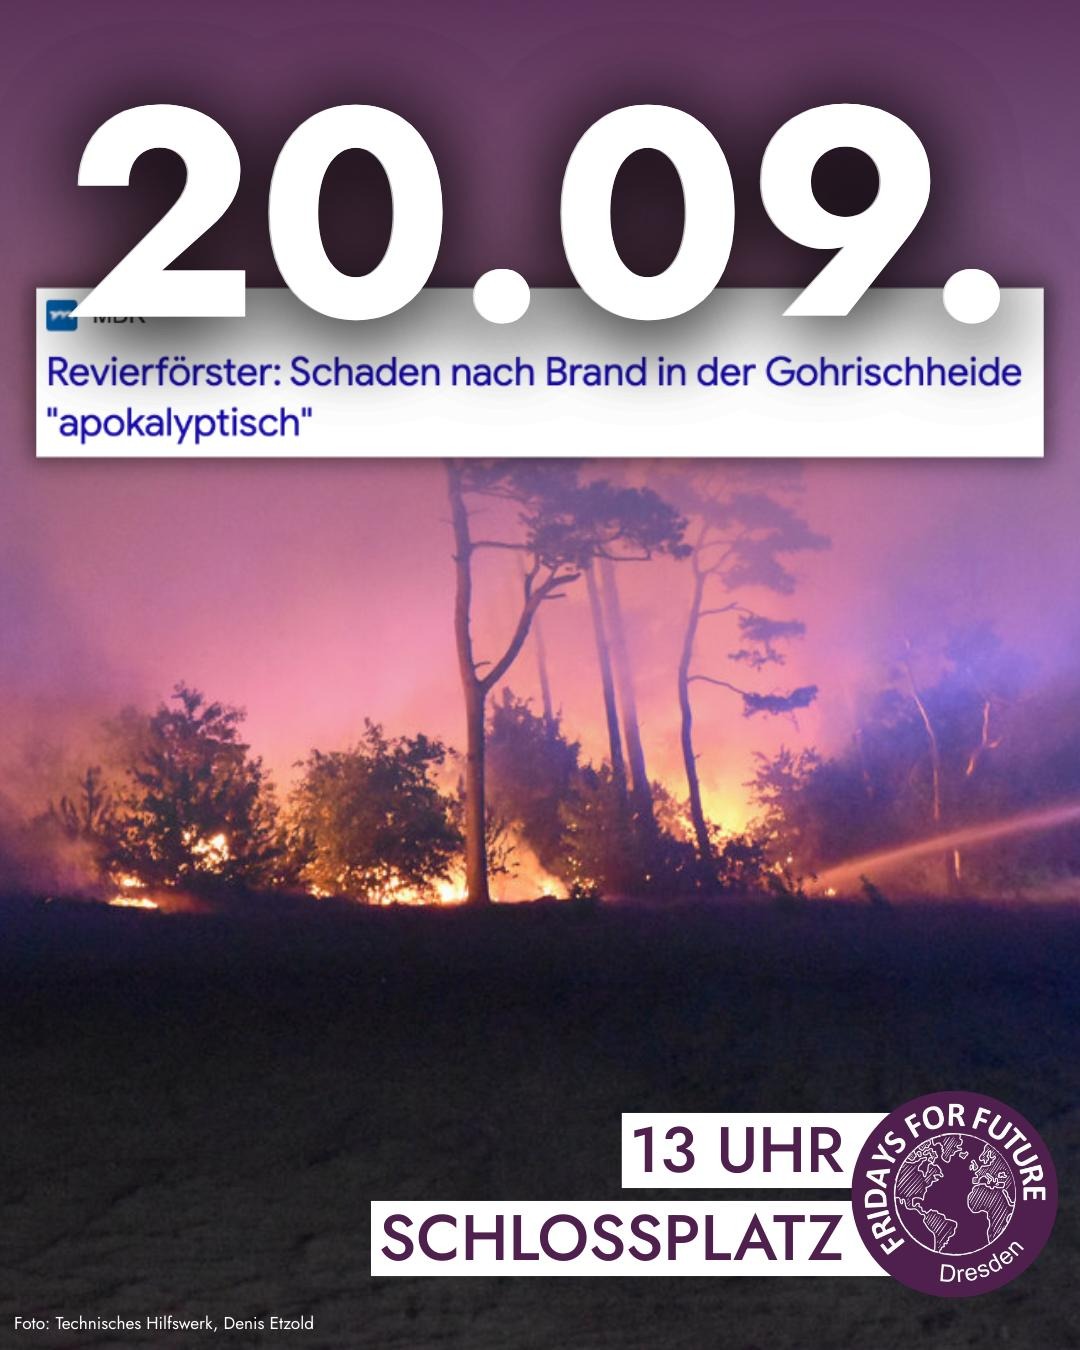 20.09.
MDR
Revierförster: Schaden nach Brand in der Gohrischheide
"apokalyptisch"
13 UHR
SCHLOSSPLATZ
FRIDAYS FOR FUTURE
Dresden
Foto: Technisches Hilfswerk, Denis Etzold